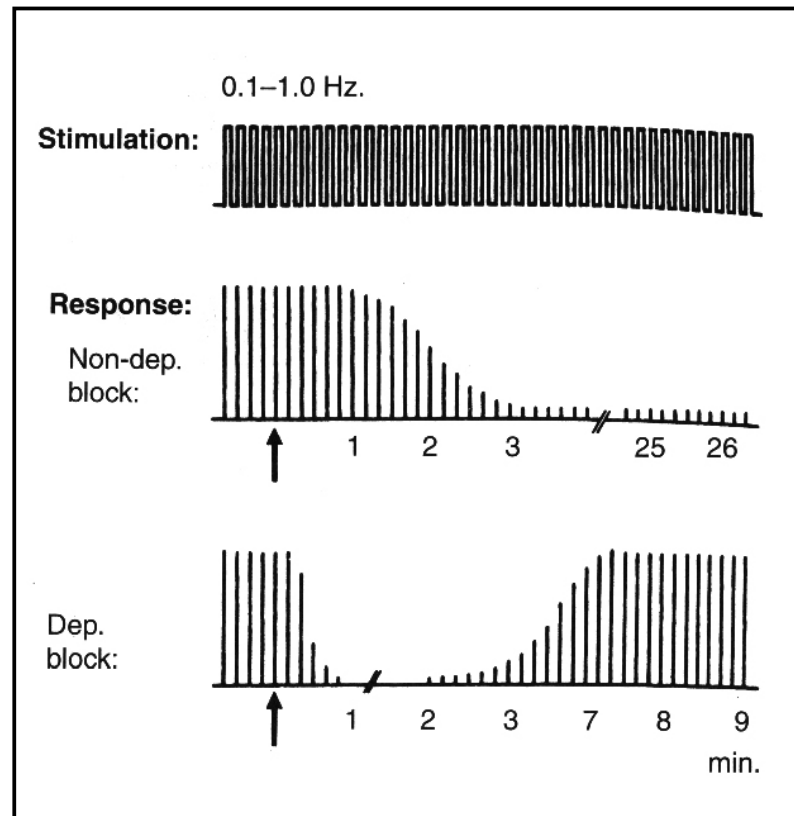 0.1–1.0 Hz.
Stimulation:
Response:
Non-dep.
block:
1 2 3 25 26
Dep.
block:
1 2 3 7 8 9
min.